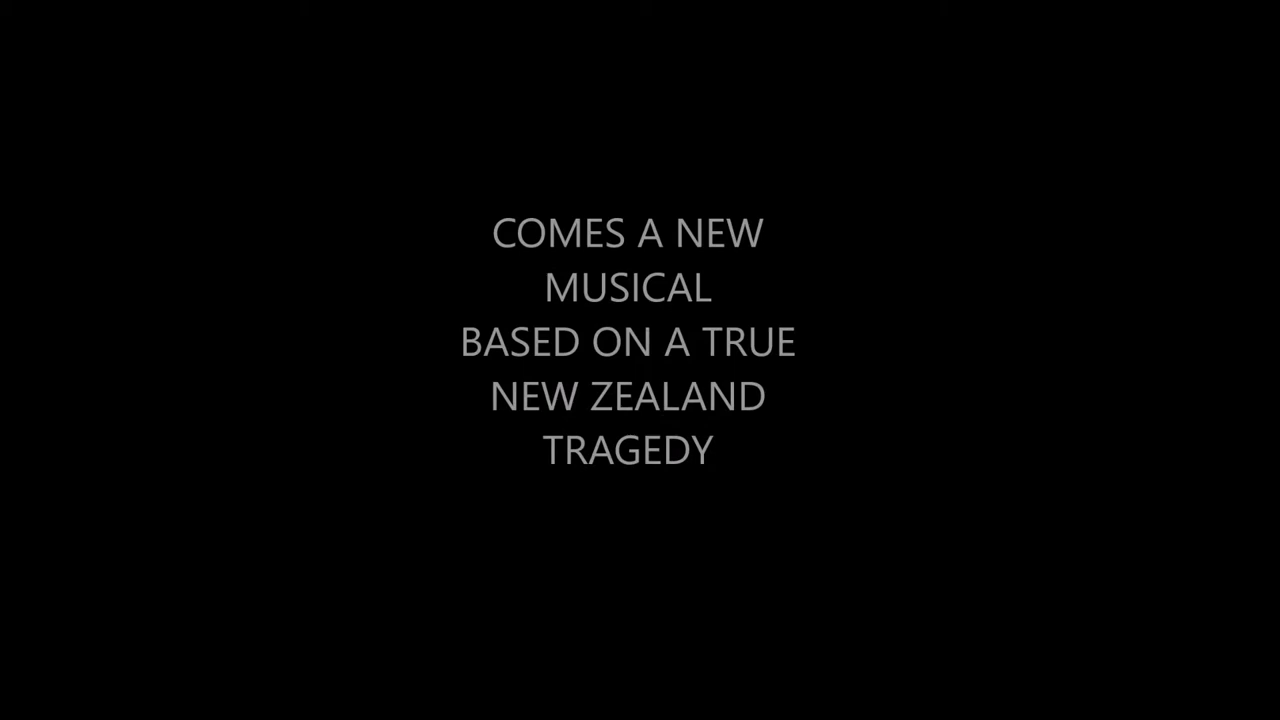 COMES A NEW
MUSICAL
BASED ON A TRUE
NEW ZEALAND
TRAGEDY